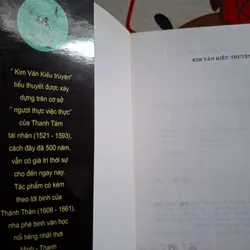 " Kim Vân Kiều truyện"
tiểu thuyết được xây
dựng trên cơ sở
" người thực việc thực"
của Thanh Tâm
tài nhân (1521 - 1593),
cách đây đã 500 năm,
vẫn có giá trị thời sự
cho đến ngày nay.
Tác phẩm có kèm
theo lời bình của
Thánh Thán (1608 - 1661),
nhà phê bình văn học
nổi tiếng nhất thời
Minh - Thanh
KIM VÂN KIỀU TRUYỆN